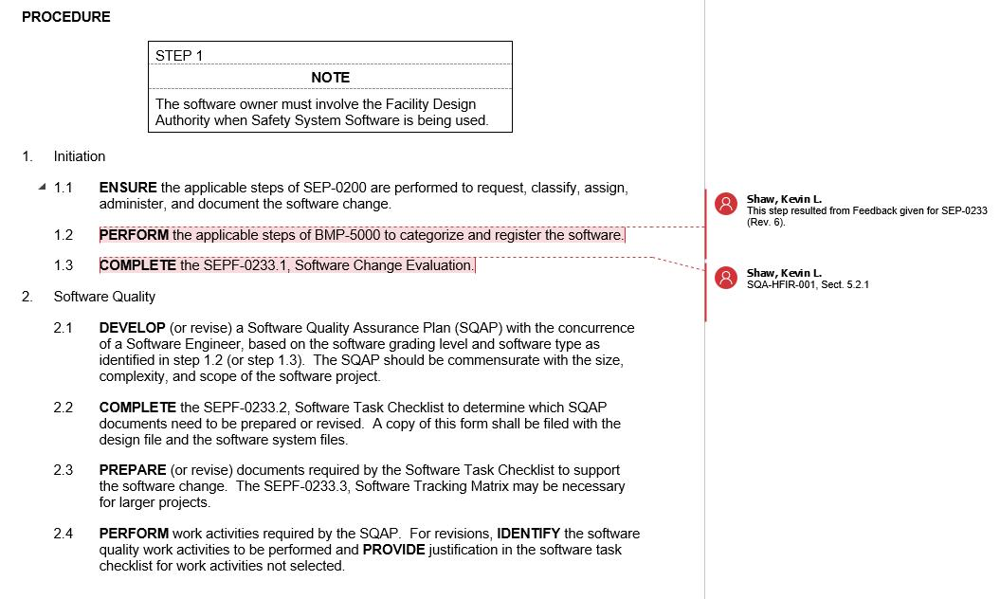 PROCEDURE
STEP 1
NOTE
The software owner must involve the Facility Design
Authority when Safety System Software is being used.
1. Initiation
1.1 ENSURE the applicable steps of SEP-0200 are performed to request, classify, assign,
administer, and document the software change.
1.2 PERFORM the applicable steps of BMP-5000 to categorize and register the software.
1.3 COMPLETE the SEPF-0233.1, Software Change Evaluation.
2. Software Quality
2.1 DEVELOP (or revise) a Software Quality Assurance Plan (SQAP) with the concurrence
of a Software Engineer, based on the software grading level and software type as
identified in step 1.2 (or step 1.3).  The SQAP should be commensurate with the size,
complexity, and scope of the software project.
2.2 COMPLETE the SEPF-0233.2, Software Task Checklist to determine which SQAP
documents need to be prepared or revised.  A copy of this form shall be filed with the
design file and the software system files.
2.3 PREPARE (or revise) documents required by the Software Task Checklist to support
the software change.  The SEPF-0233.3, Software Tracking Matrix may be necessary
for larger projects.
2.4 PERFORM work activities required by the SQAP.  For revisions, IDENTIFY the software
quality work activities to be performed and PROVIDE justification in the software task
checklist for work activities not selected.
Shaw, Kevin L.
This step resulted from Feedback given for SEP-0233
(Rev. 6).
Shaw, Kevin L.
SQA-HFIR-001, Sect. 5.2.1